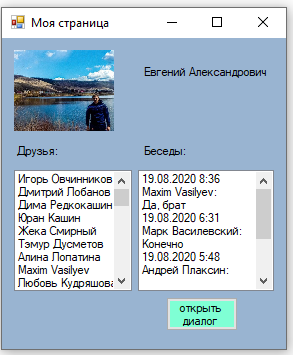 Моя страница
Евгений Александрович
Друзья:
Игорь Овчинников
Дмитрий Лобанов
Дима Редкокашин
Юран Кашин
Жека Смирный
Тэмур Дусметов
Алина Лопатина
Maxim Vasilyev
Любовь Кудряшова
Беседы:
19.08.2020 8:36
Maxim Vasilyev:
Да, брат
19.08.2020 6:31
Марк Василевский:
Конечно
19.08.2020 5:48
Андрей Плаксин:
открыть
диалог